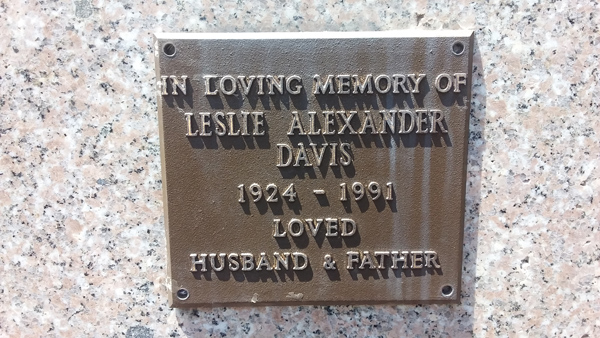 IN LOVING MEMORY OF
LESLIE ALEXANDER
DAVIS
1924 - 1991
LOVED
HUSBAND & FATHER